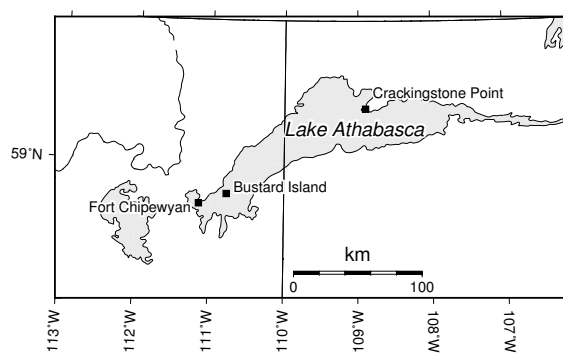 Crackingstone Point
Lake Athabasca
59°N
Bustard Island
Fort Chipewyan
km
0 100
113°W
112°W
111°W
110°W
109°W
108°W
107°W